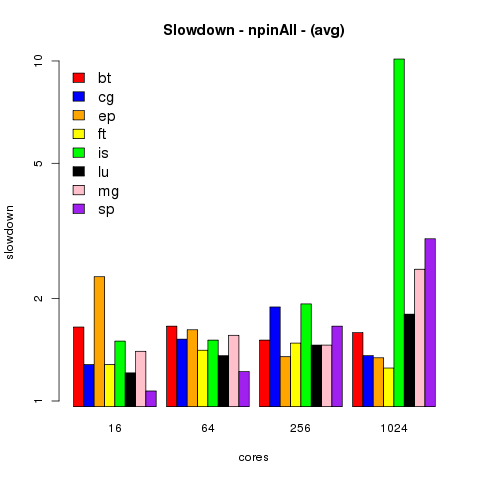 Slowdown - npinAll - (avg)
10
5
2
1
slowdown
bt
cg
ep
ft
is
lu
mg
sp
16 64 256 1024
cores